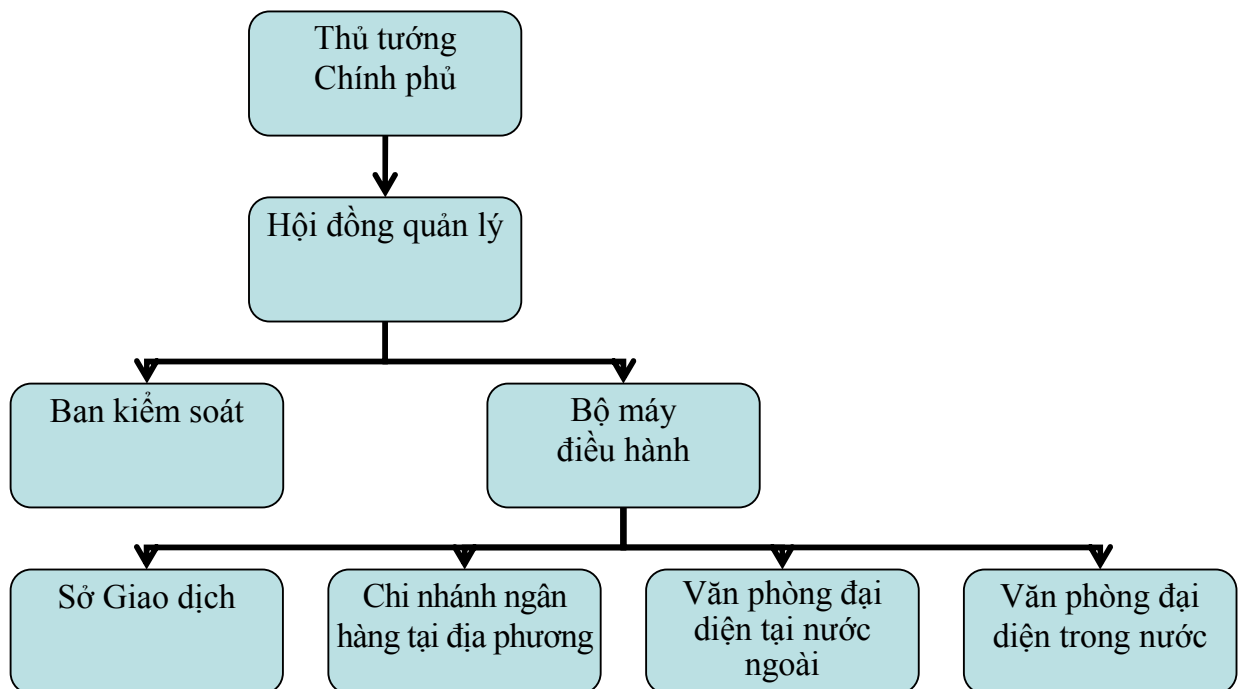 Thủ tướng
Chính phủ
Hội đồng quản lý
Ban kiểm soát
Bộ máy
điều hành
Sở Giao dịch
Chi nhánh ngân
hàng tại địa phương
Văn phòng đại
diện tại nước
ngoài
Văn phòng đại
diện trong nước